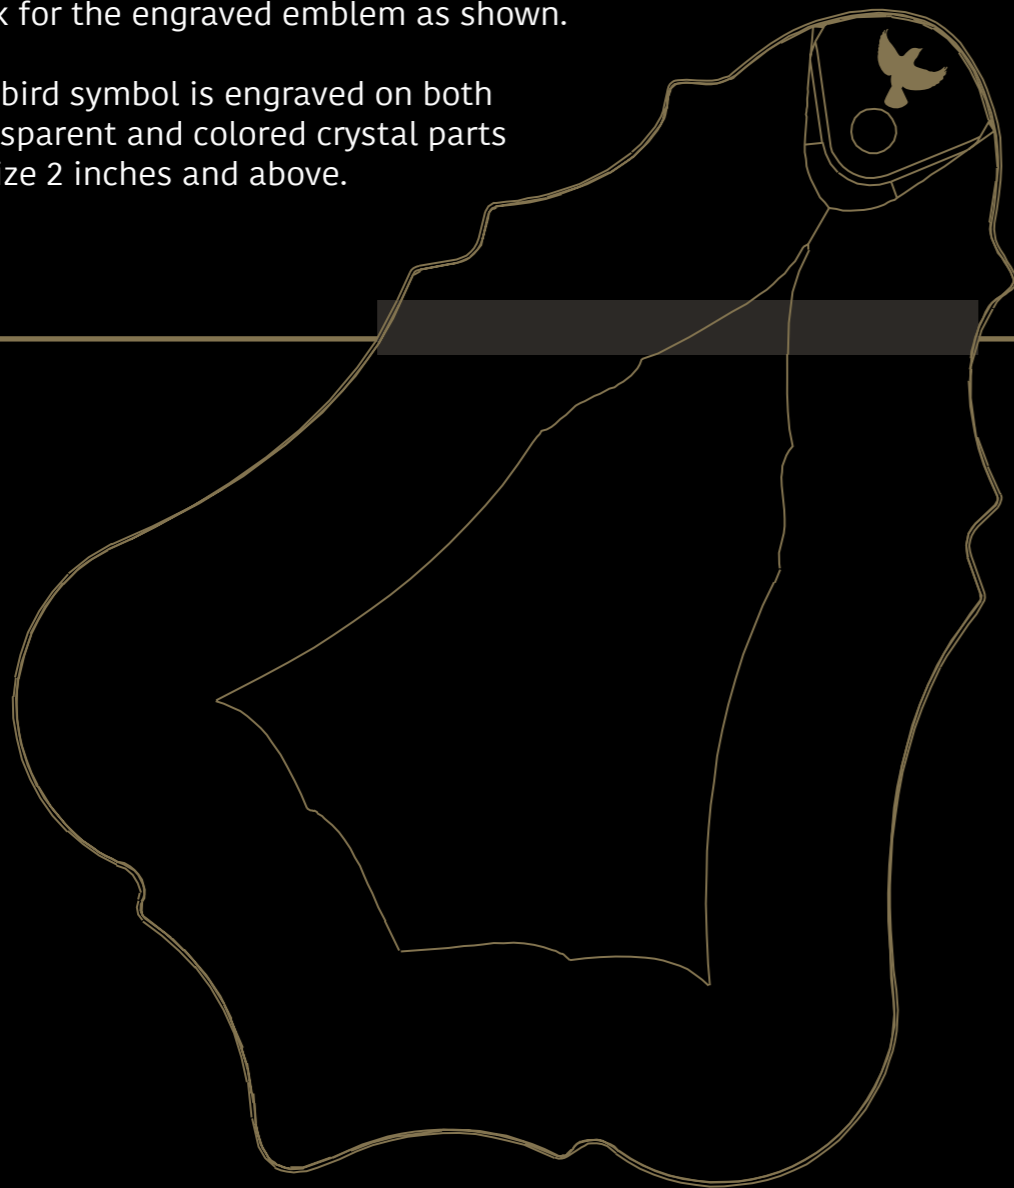 k for the engraved emblem as shown.
bird symbol is engraved on both
sparent and colored crystal parts
ize 2 inches and above.